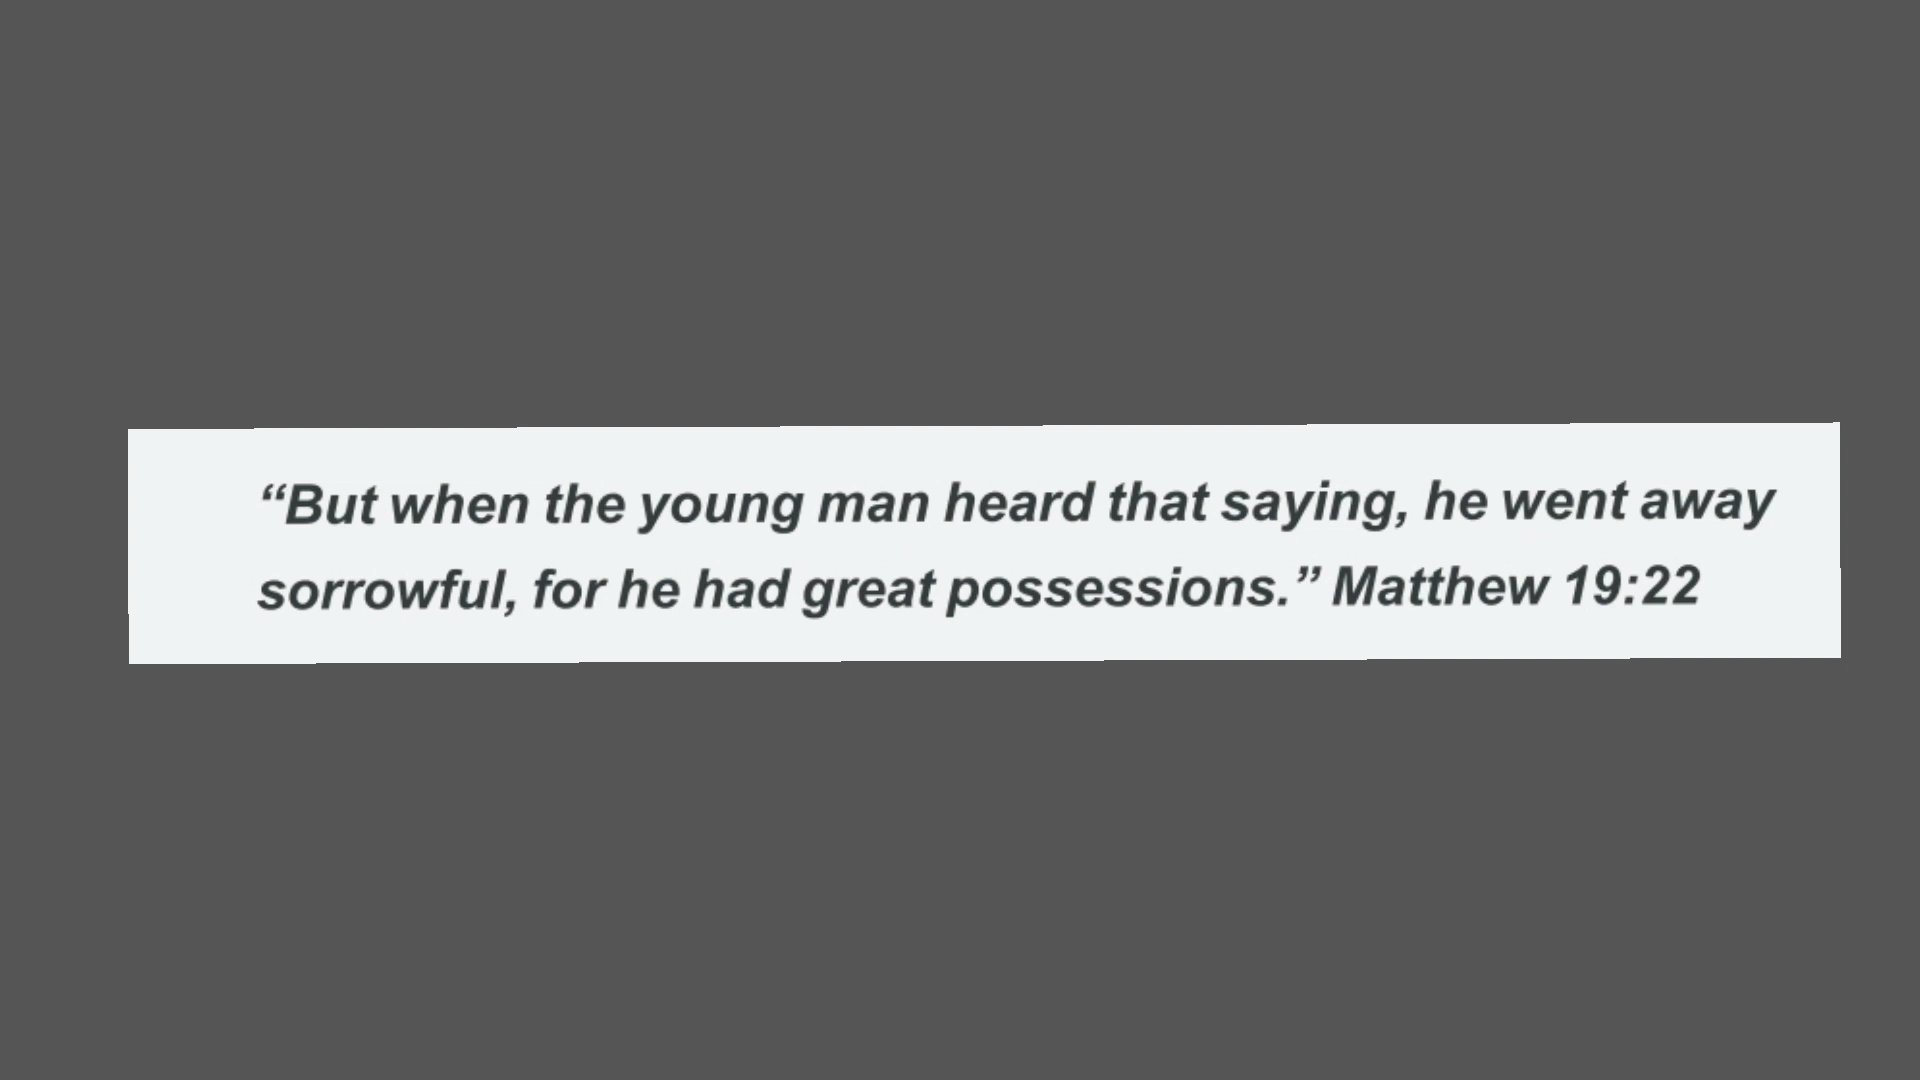 “But when the young man heard that saying, he went away
sorrowful, for he had great possessions.” Matthew 19:22